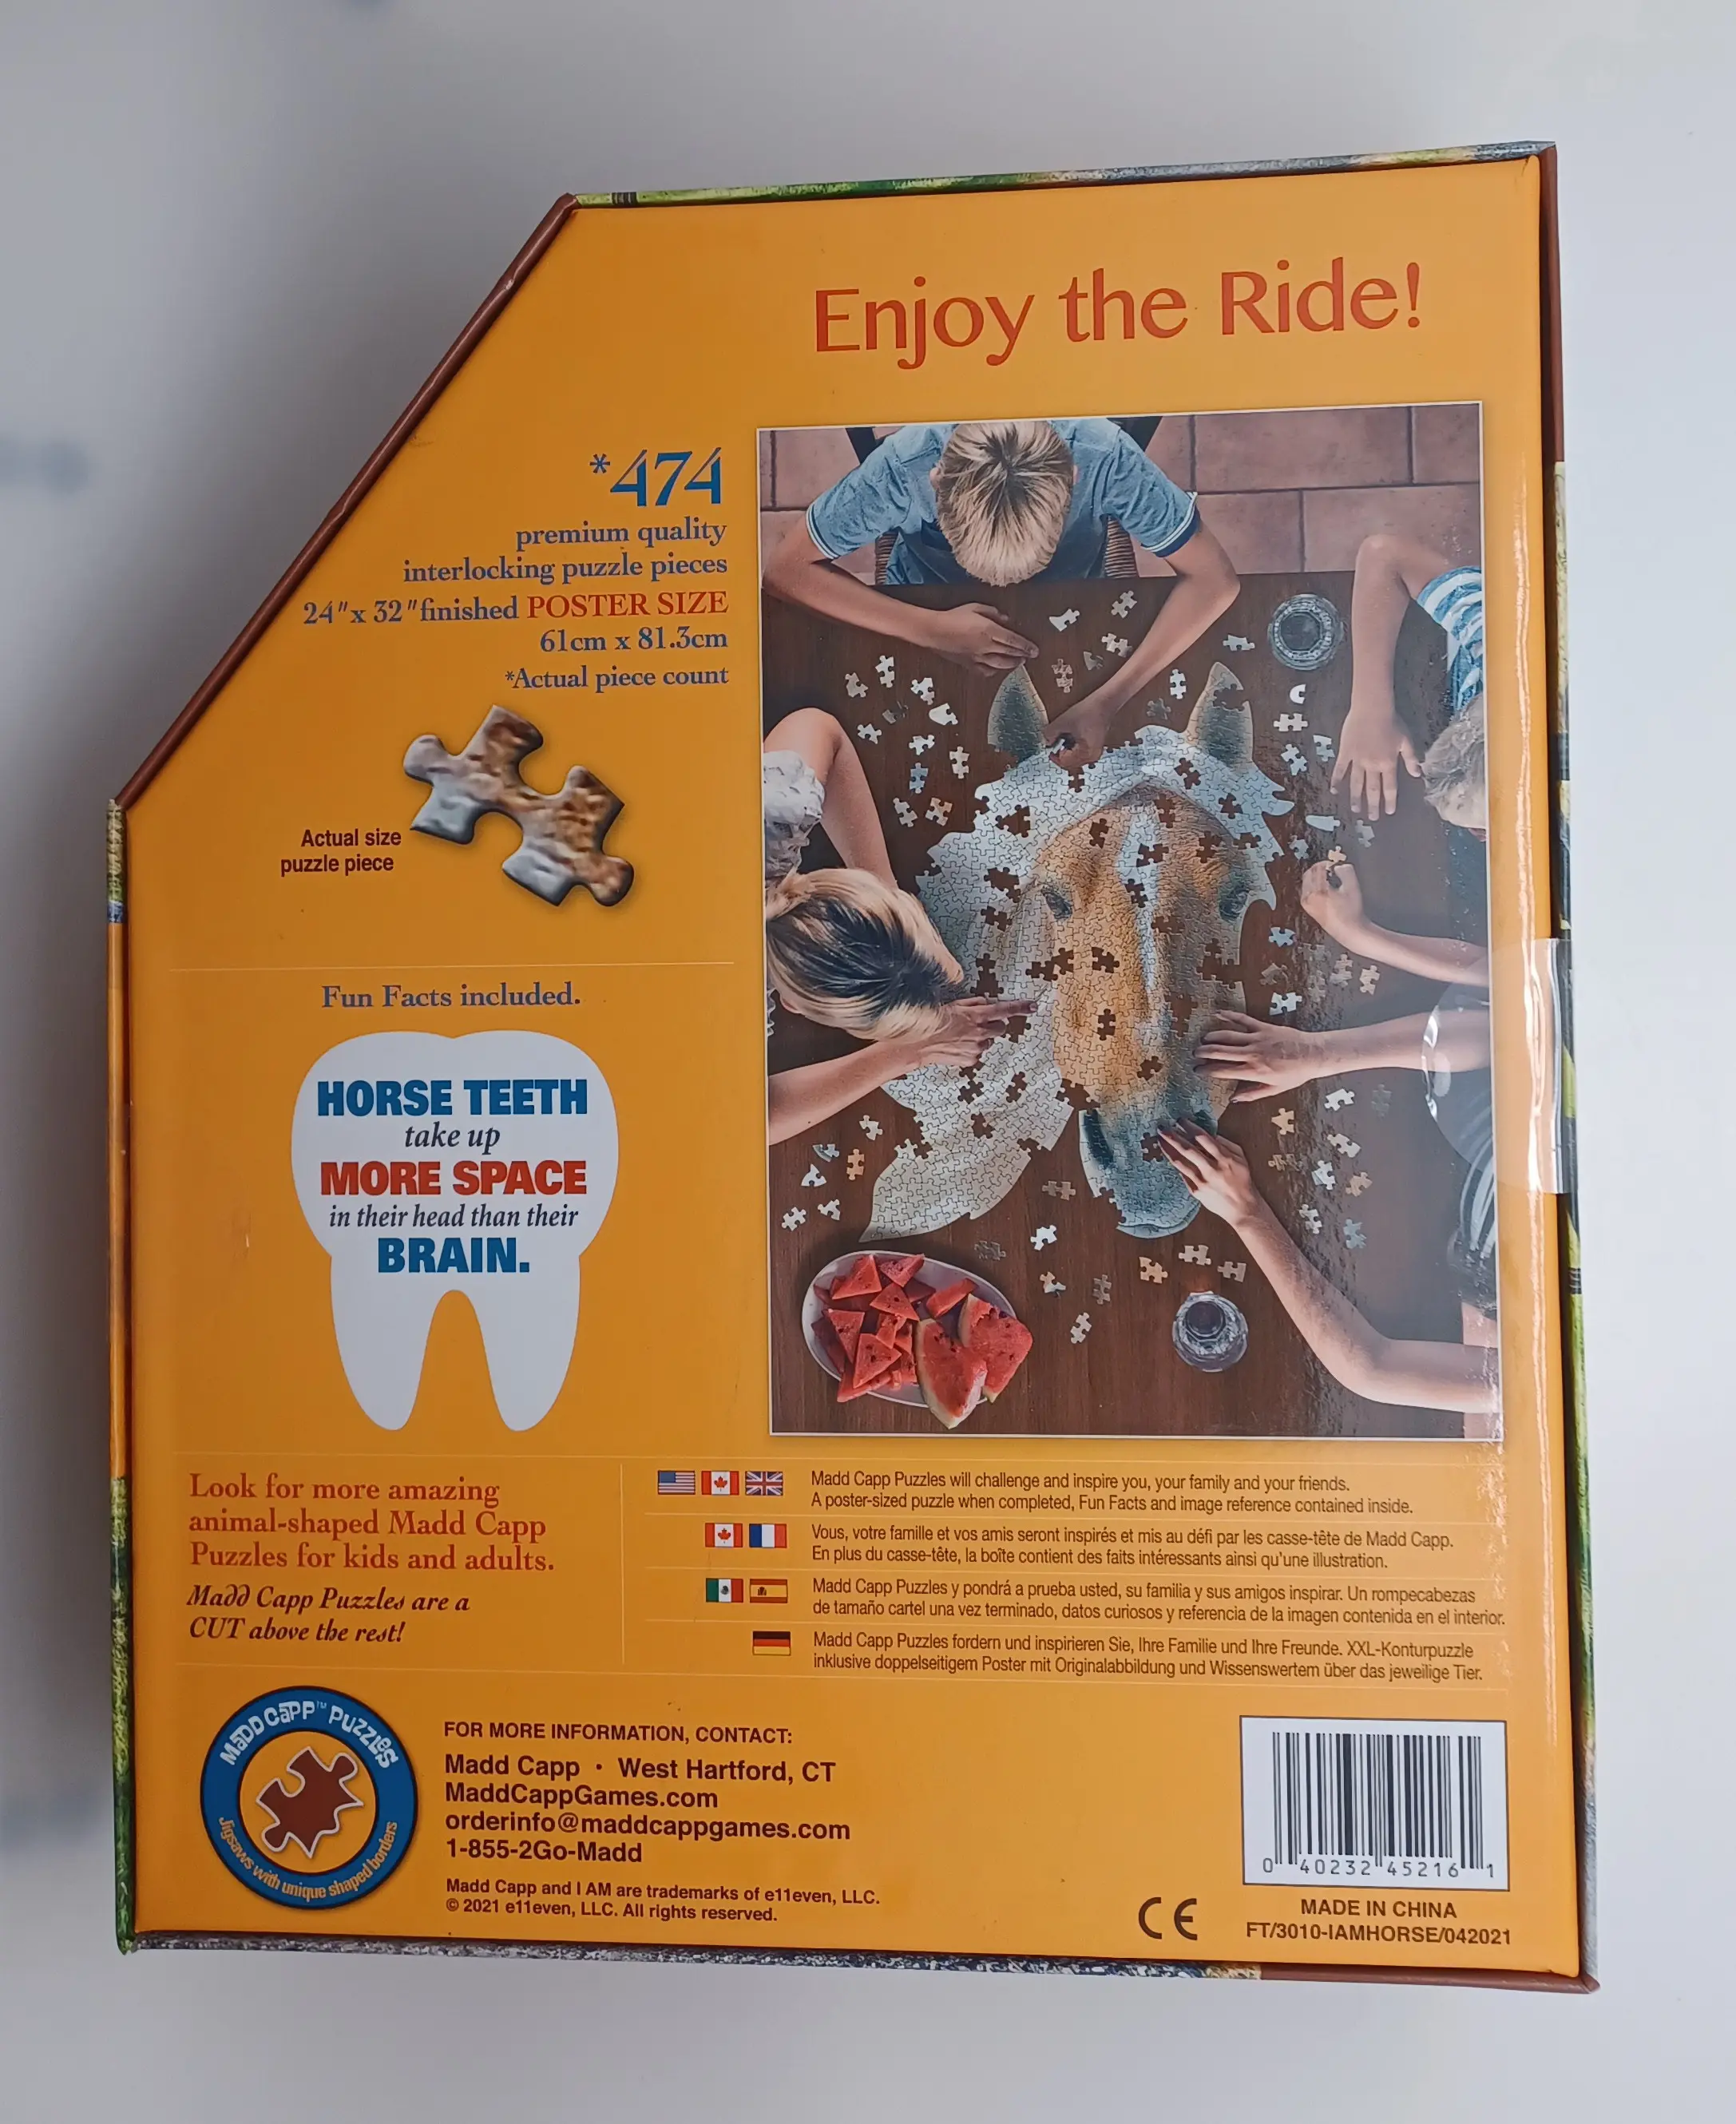 Enjoy the Ride!
*474
premium quality
interlocking puzzle pieces
24"x 32"finished POSTER SIZE
61cm x 81.3cm
*Actual piece count
Actual size
puzzle piece
Fun Facts included.
HORSE TEETH
take up
MORE SPACE
in their head than their
BRAIN.
Look for more amazing
animal-shaped Madd Capp
Puzzles for kids and adults.
Madd Capp Puzzles are a
CUT above the rest!
Madd Capp Puzzles will challenge and inspire you, your family and your friends.
A poster-sized puzzle when completed, Fun Facts and image reference contained inside.
Vous, votre famille et vos amis seront inspirés et mis au défi par les casse-tête de Madd Capp.
En plus du casse-tête, la boîte contient des faits intéressants ainsi qu'une illustration.
Madd Capp Puzzles y pondrá a prueba usted, su familia y sus amigos inspirar. Un rompecabezas
de tamaño cartel una vez terminado, datos curiosos y referencia de la imagen contenida en el interior.
Madd Capp Puzzles fordern und inspirieren Sie, Ihre Familie und Ihre Freunde. XXL-Konturpuzzle
inklusive doppelseitigem Poster mit Originalabbildung und Wissenswertem über das jeweilige Tier.
MADD CAPP™ PUZZLES
Jigsaws with unique shaped borders
FOR MORE INFORMATION, CONTACT:
Madd Capp · West Hartford, CT
MaddCappGames.com
orderinfo@maddcappgames.com
1-855-2Go-Madd
Madd Capp and I AM are trademarks of e11even, LLC.
© 2021 e11even, LLC. All rights reserved.
CE
0 40232 45216 1
MADE IN CHINA
FT/3010-IAMHORSE/042021